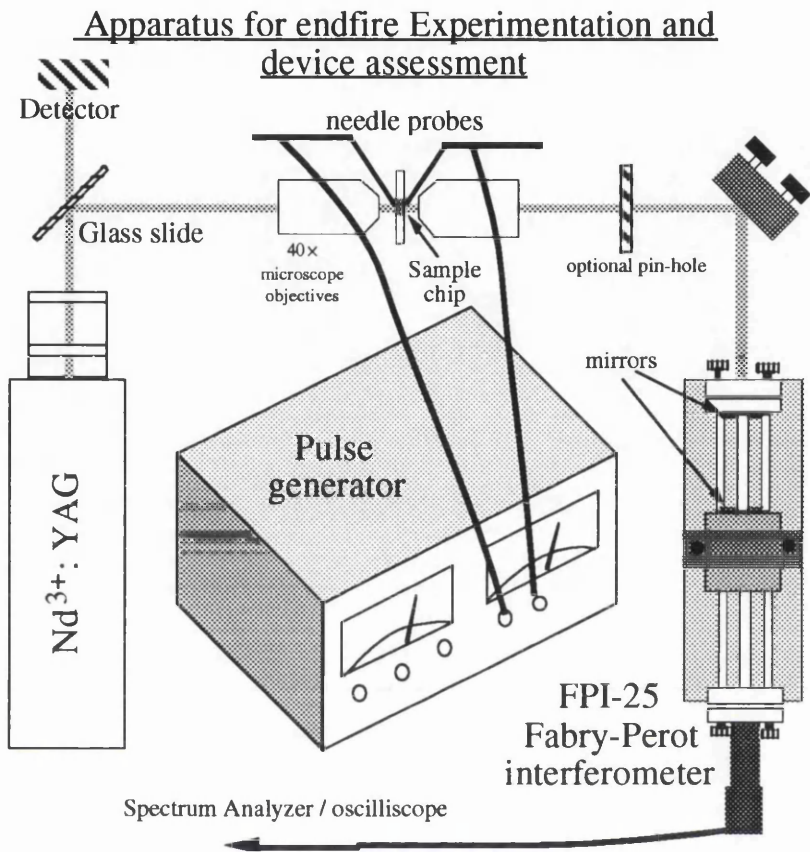 Apparatus for endfire Experimentation and
device assessment
Detector
needle probes
Glass slide
40×
microscope
objectives
Sample
chip
optional pin-hole
mirrors
Pulse
generator
Nd³⁺: YAG
FPI-25
Fabry-Perot
interferometer
Spectrum Analyzer / oscilliscope